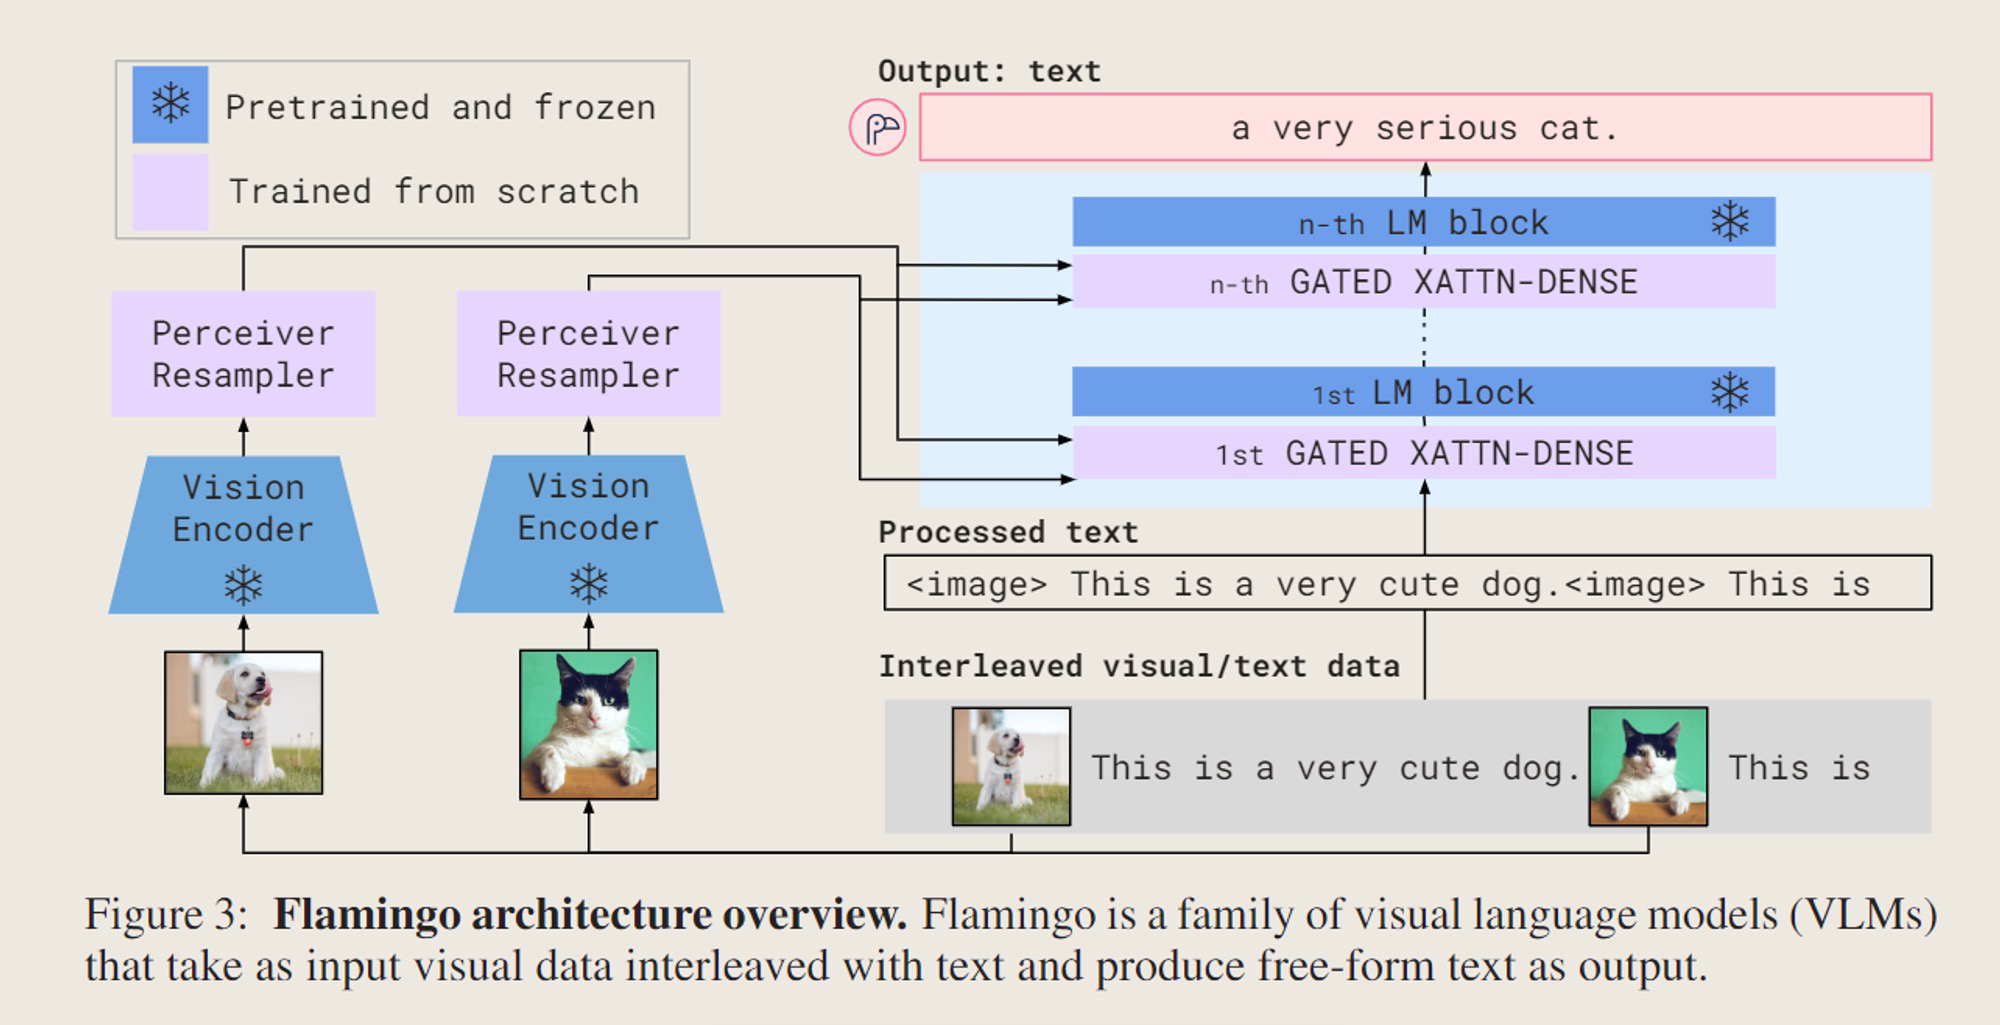 Pretrained and frozen
Trained from scratch
Perceiver
Resampler
Perceiver
Resampler
Vision
Encoder
Vision
Encoder
Output: text
a very serious cat.
n-th LM block
n-th GATED XATTN-DENSE
1st LM block
1st GATED XATTN-DENSE
Processed text
<image> This is a very cute dog.<image> This is
Interleaved visual/text data
This is a very cute dog. This is
Figure 3: Flamingo architecture overview. Flamingo is a family of visual language models (VLMs)
that take as input visual data interleaved with text and produce free-form text as output.